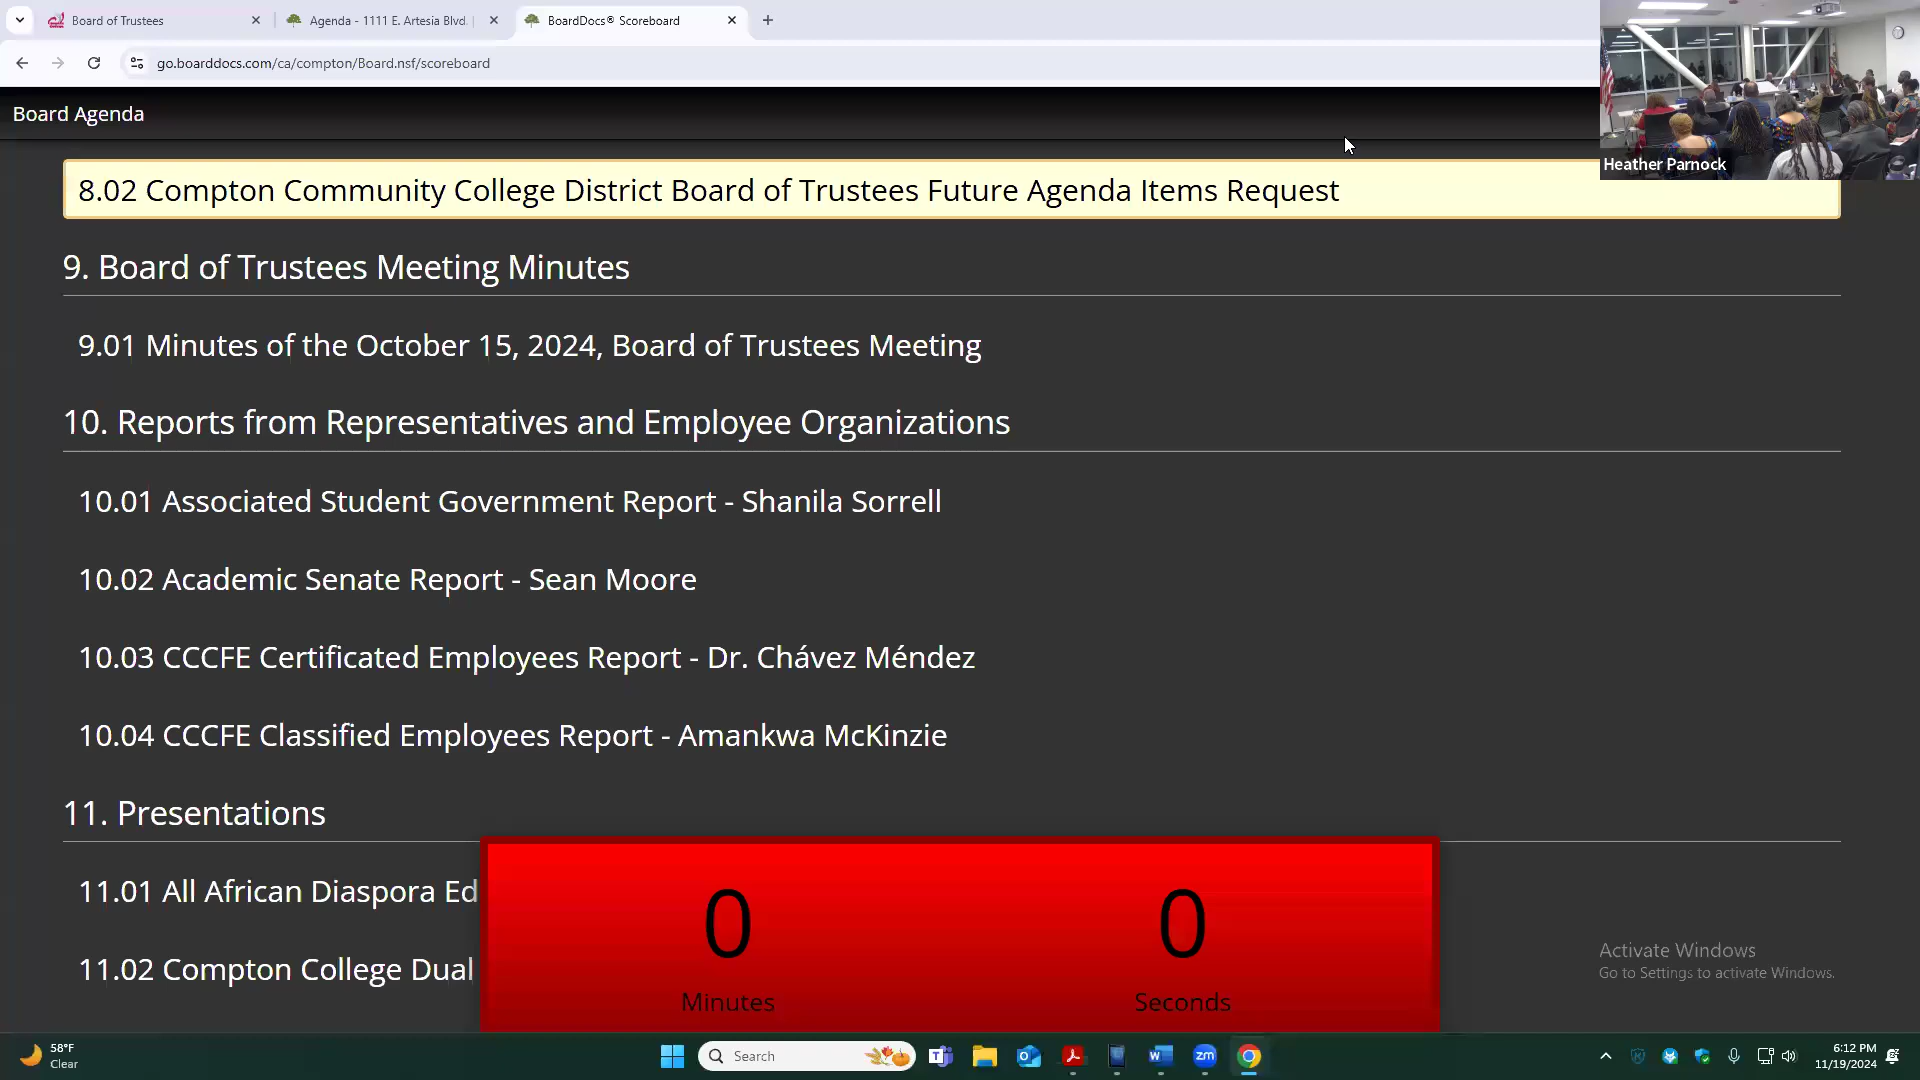 Board of Trustees
Agenda - 1111 E. Artesia Blvd.
BoardDocs® Scoreboard
go.boarddocs.com/ca/compton/Board.nsf/scoreboard
Board Agenda
Heather Parnock
8.02 Compton Community College District Board of Trustees Future Agenda Items Request
9. Board of Trustees Meeting Minutes
9.01 Minutes of the October 15, 2024, Board of Trustees Meeting
10. Reports from Representatives and Employee Organizations
10.01 Associated Student Government Report - Shanila Sorrell
10.02 Academic Senate Report - Sean Moore
10.03 CCCFE Certificated Employees Report - Dr. Chávez Méndez
10.04 CCCFE Classified Employees Report - Amankwa McKinzie
11. Presentations
11.01 All African Diaspora Ed
11.02 Compton College Dual
0 0
Minutes Seconds
Activate Windows
Go to Settings to activate Windows.
58°F
Clear
Search
zm
6:12 PM
11/19/2024